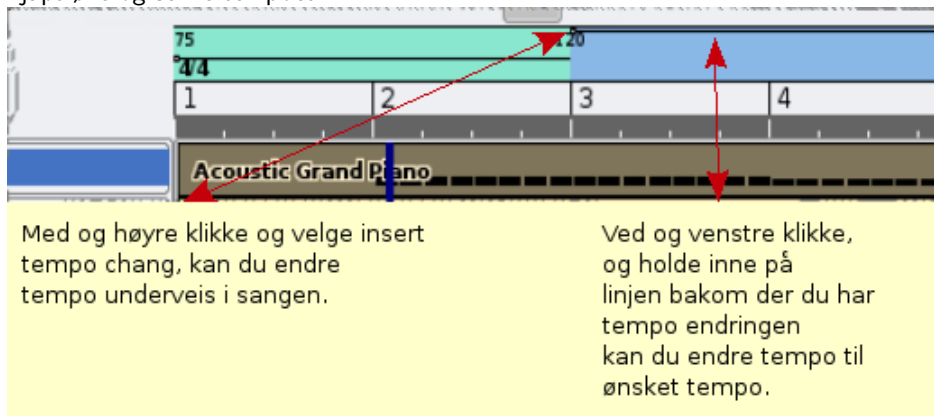 75 120
4/4
1 2 3 4
Acoustic Grand Piano
Med og høyre klikke og velge insert
tempo chang, kan du endre
tempo underveis i sangen.
Ved og venstre klikke,
og holde inne på
linjen bakom der du har
tempo endringen
kan du endre tempo til
ønsket tempo.